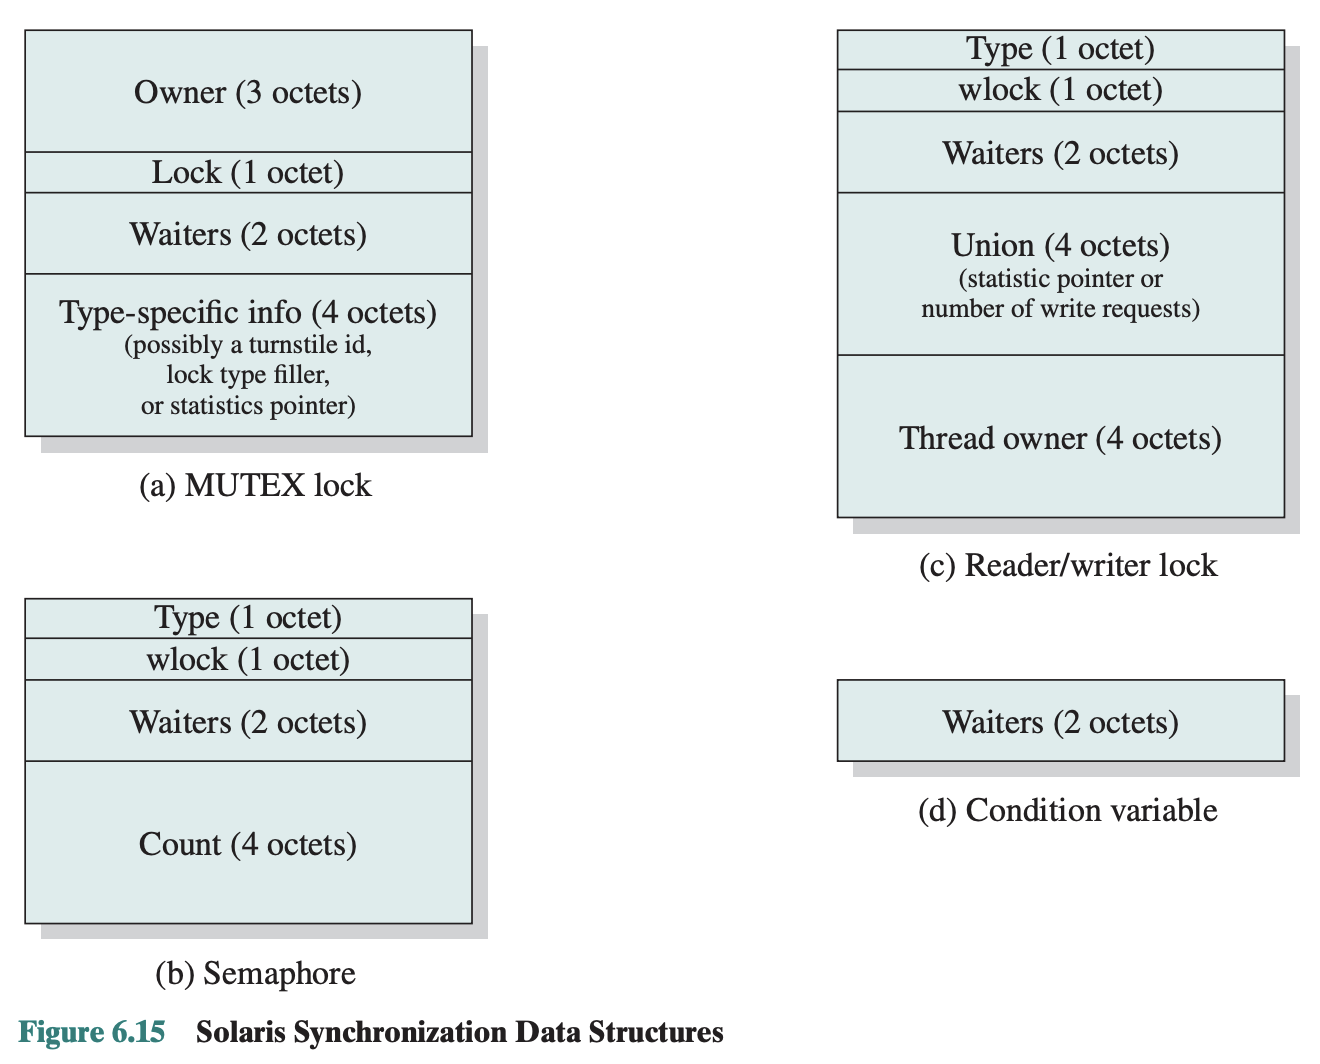 Owner (3 octets)
Lock (1 octet)
Waiters (2 octets)
Type-specific info (4 octets)
(possibly a turnstile id,
lock type filler,
or statistics pointer)
(a) MUTEX lock
Type (1 octet)
wlock (1 octet)
Waiters (2 octets)
Count (4 octets)
(b) Semaphore
Type (1 octet)
wlock (1 octet)
Waiters (2 octets)
Union (4 octets)
(statistic pointer or
number of write requests)
Thread owner (4 octets)
(c) Reader/writer lock
Waiters (2 octets)
(d) Condition variable
Figure 6.15 Solaris Synchronization Data Structures